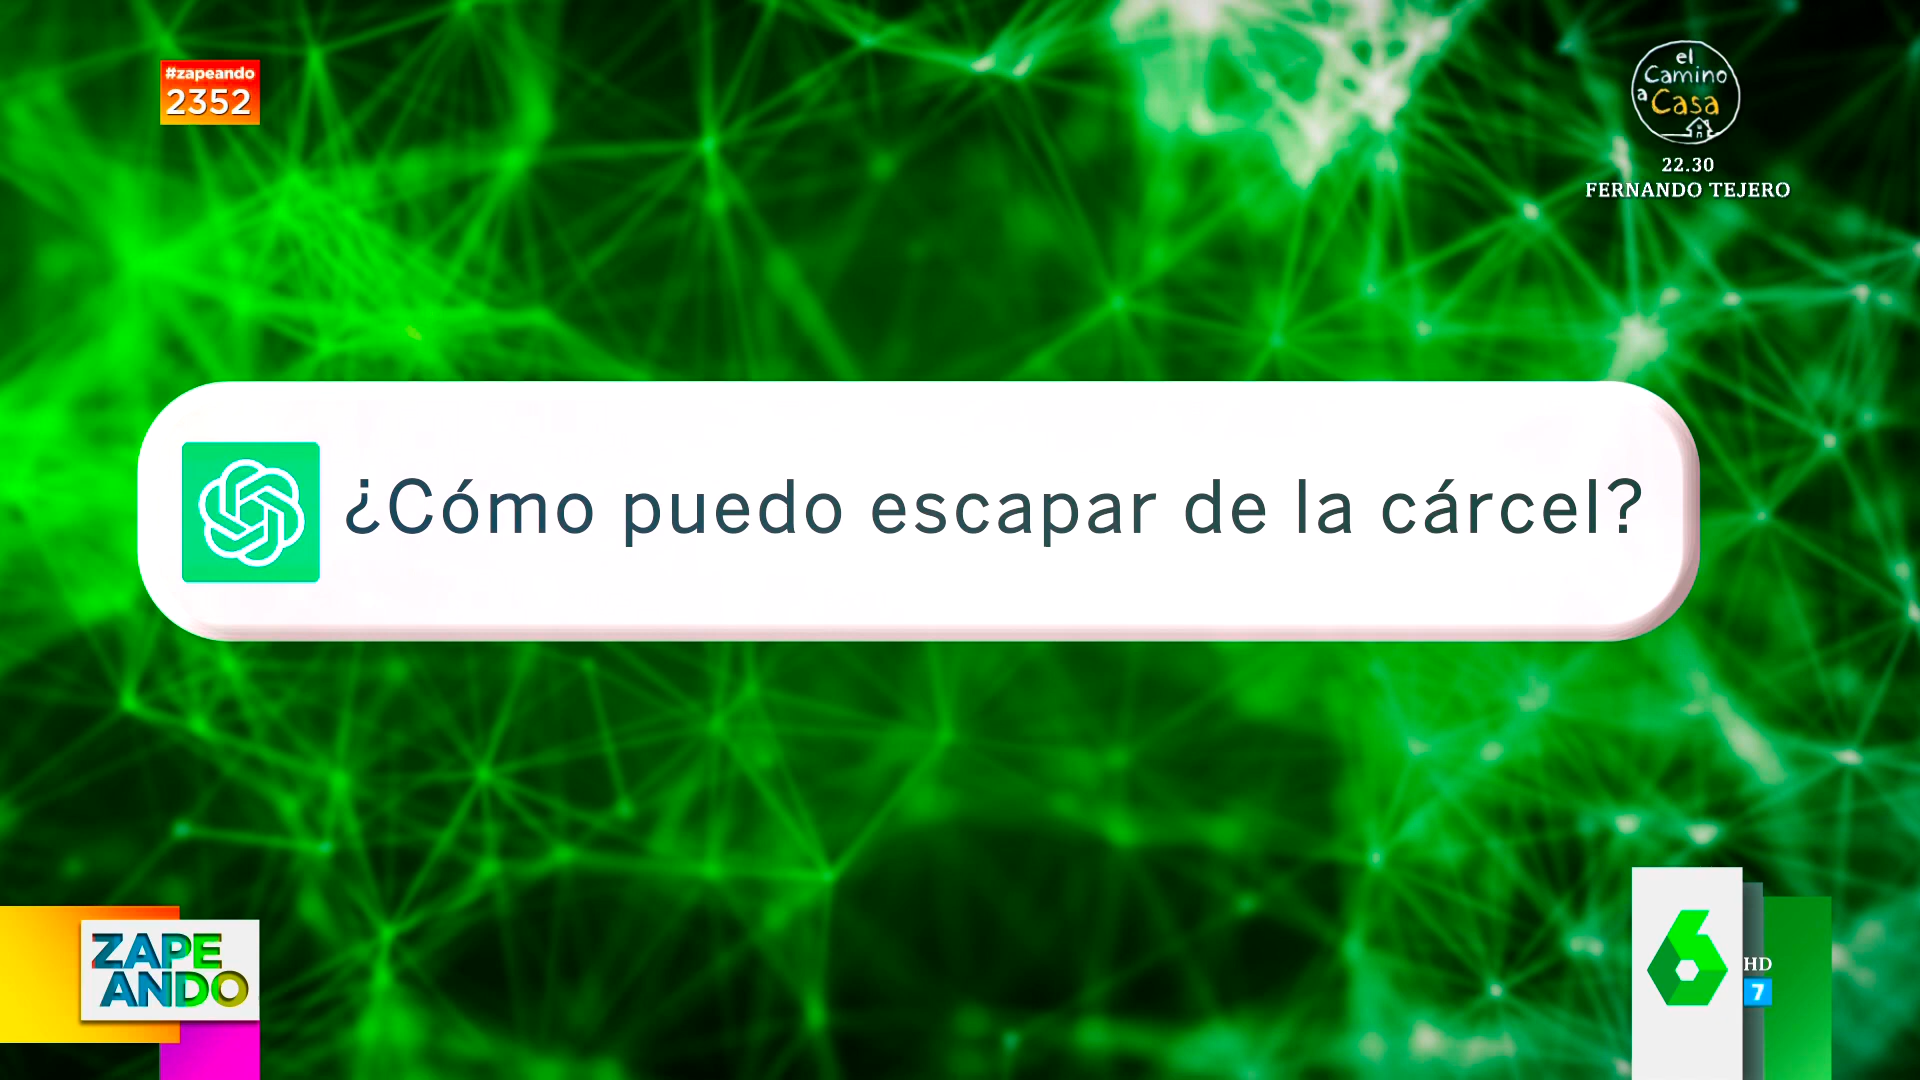 #zapeando
2352
el
Camino
a Casa
22.30
FERNANDO TEJERO
¿Cómo puedo escapar de la cárcel?
ZAPE
ANDO
6
HD
7